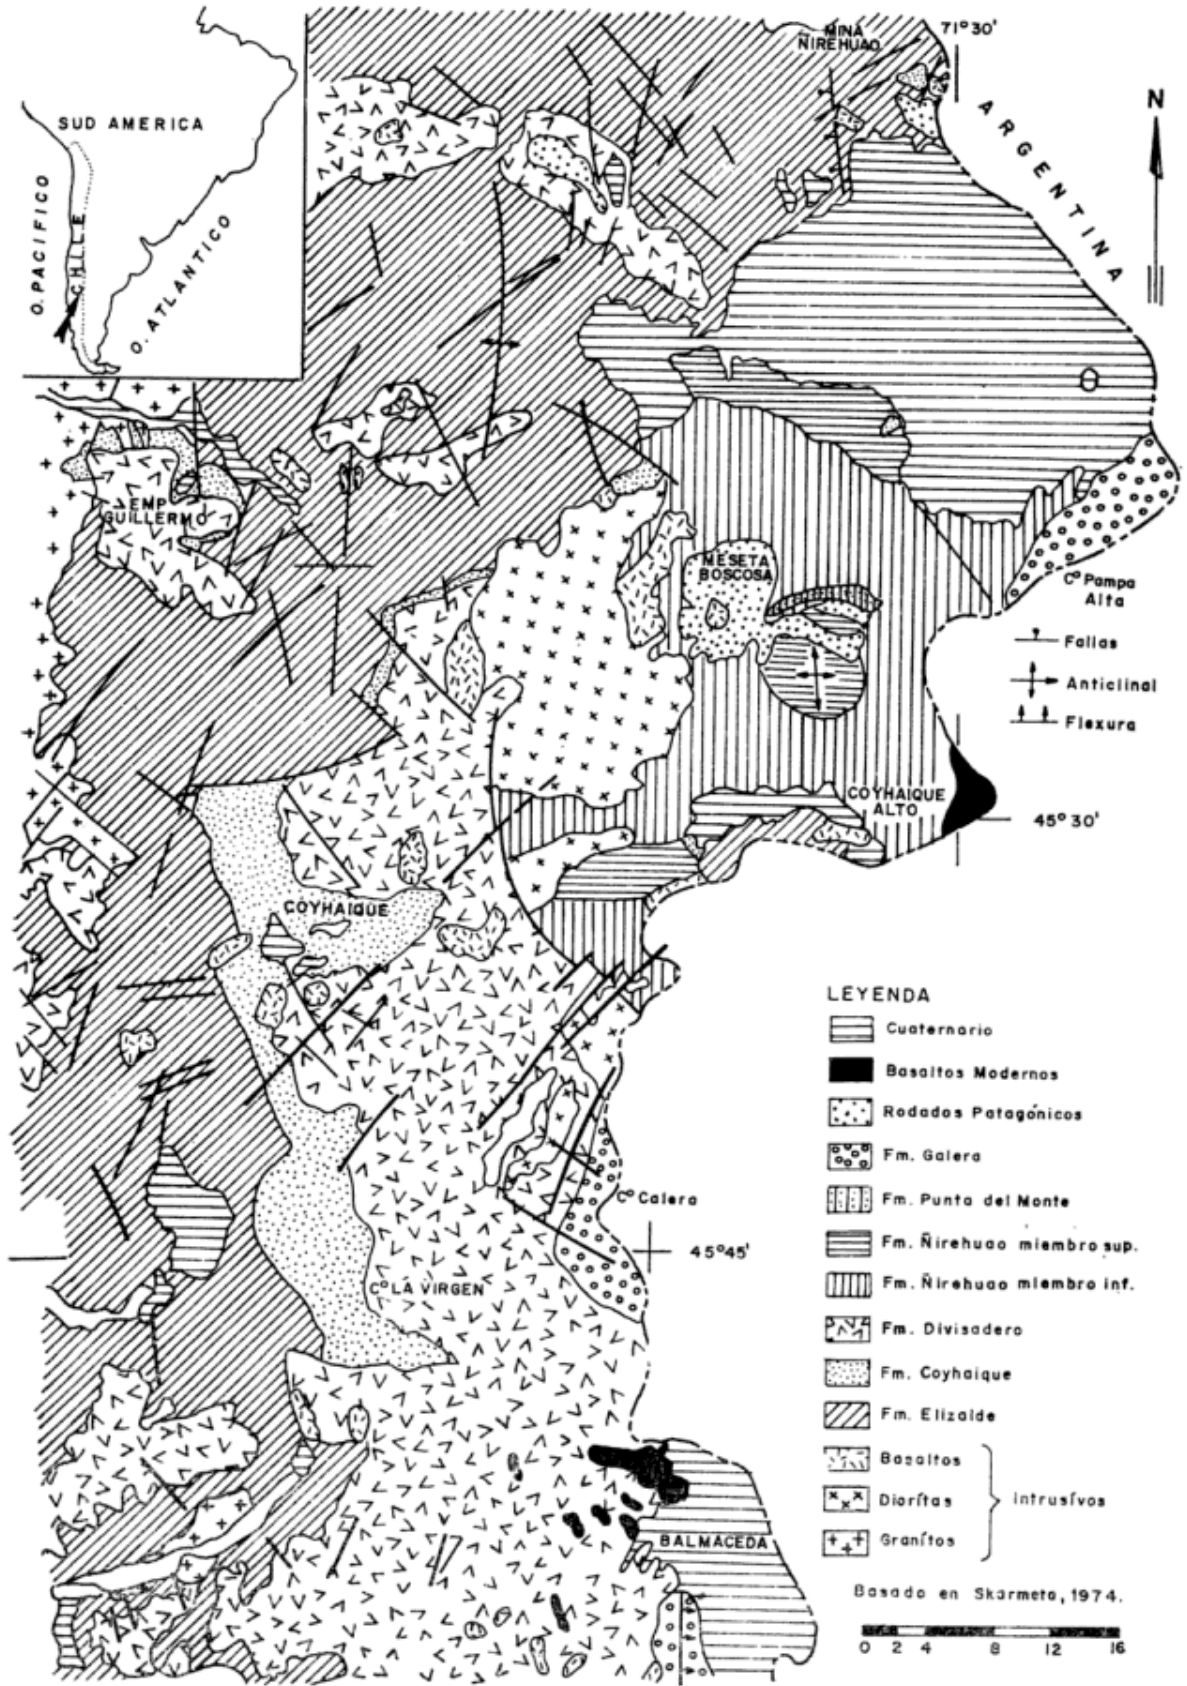 SUD AMERICA
O. PACIFICO
CHILE
O. ATLANTICO
MINA
ÑIREHUAO
71° 30'
ARGENTINA
N
EMP.
GUILLERMO
MESETA
BOSCOSA
C° Pampa
Alta
Fallas
Anticlinal
Flexura
COYHAIQUE
ALTO
45° 30'
COYHAIQUE
C° Calera
45°45'
C° LA VIRGEN
BALMACEDA
LEYENDA
Cuaternario
Basaltos Modernos
Rodados Patagónicos
Fm. Galera
Fm. Punta del Monte
Fm. Ñirehuao miembro sup.
Fm. Ñirehuao miembro inf.
Fm. Divisadero
Fm. Coyhaique
Fm. Elizalde
Basaltos
Dioritas
Granitos
Intrusivos
Basado en Skarmeta, 1974.
0 2 4 8 12 16